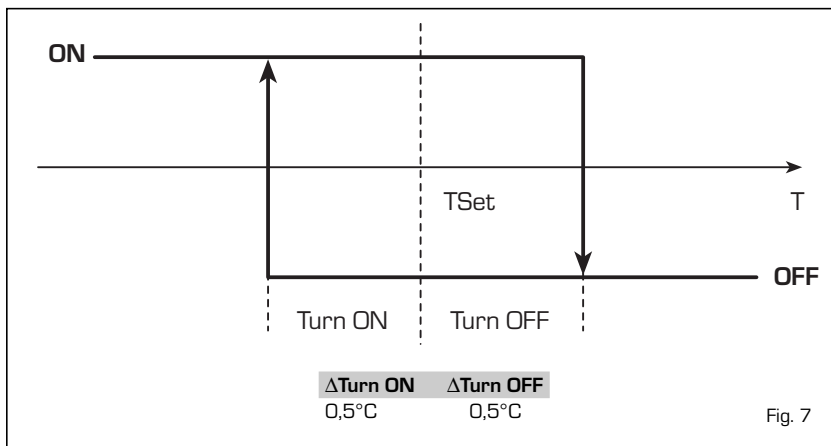 ON
TSet
T
OFF
Turn ON
Turn OFF
ΔTurn ON ΔTurn OFF
0,5°C 0,5°C
Fig. 7